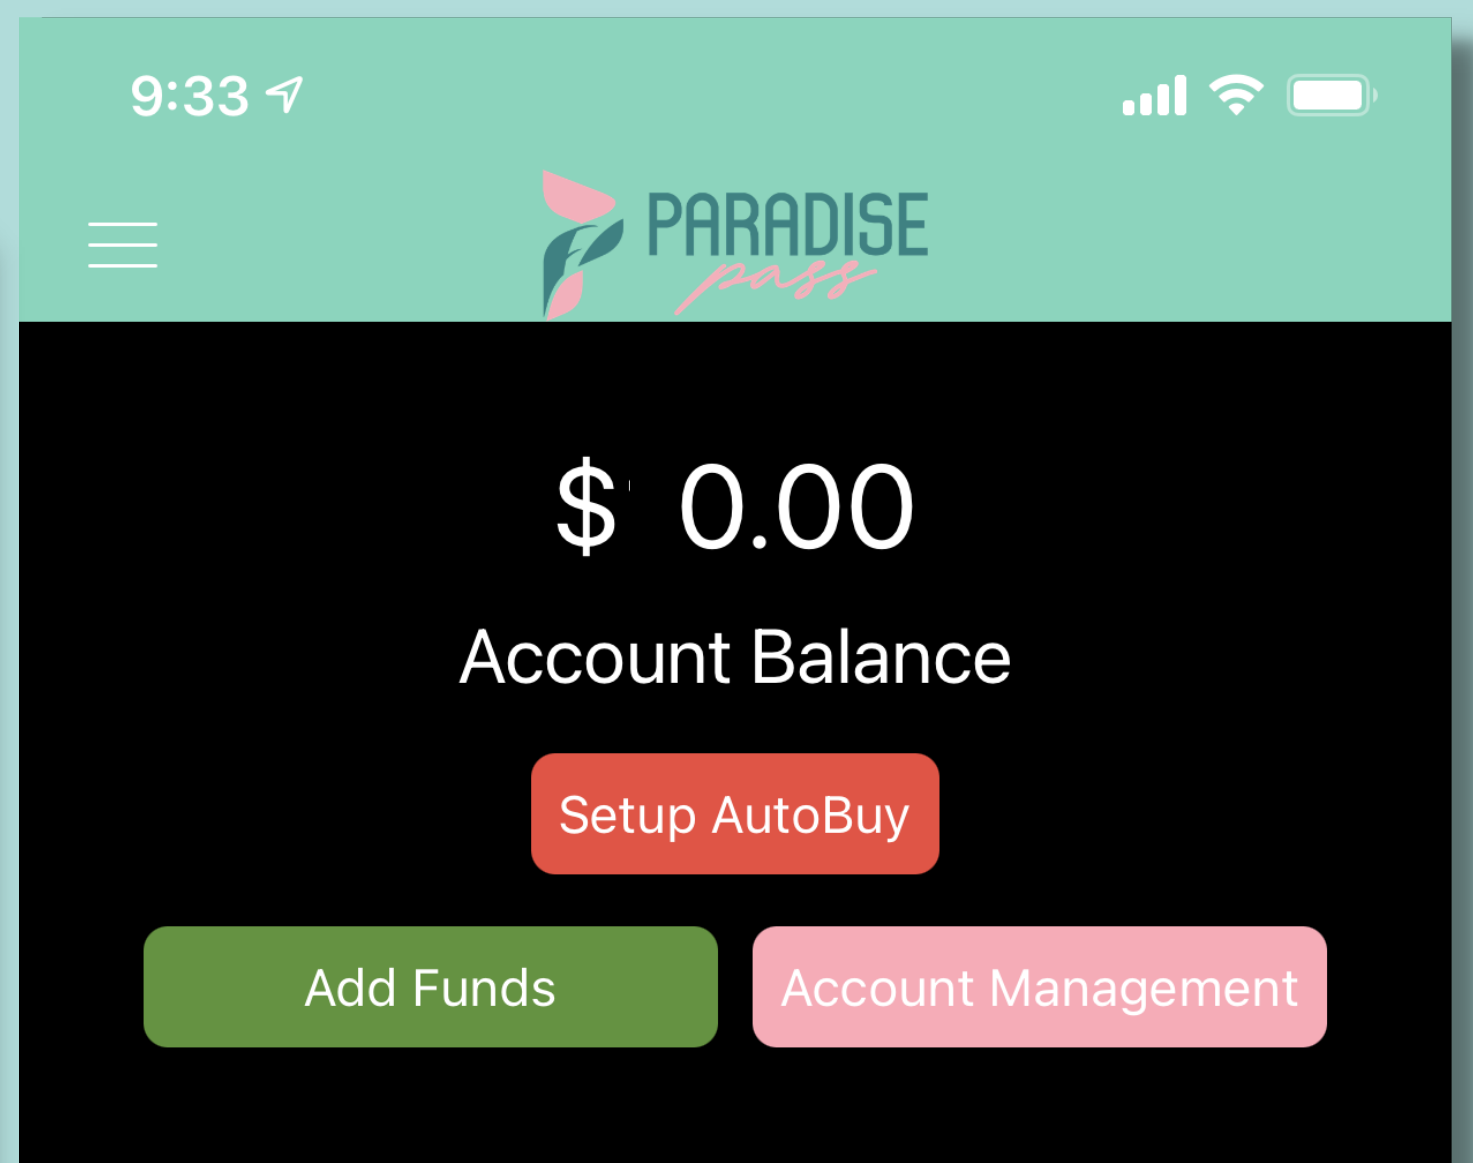 9:33
PARADISE
pass
$ 0.00
Account Balance
Setup AutoBuy
Add Funds
Account Management